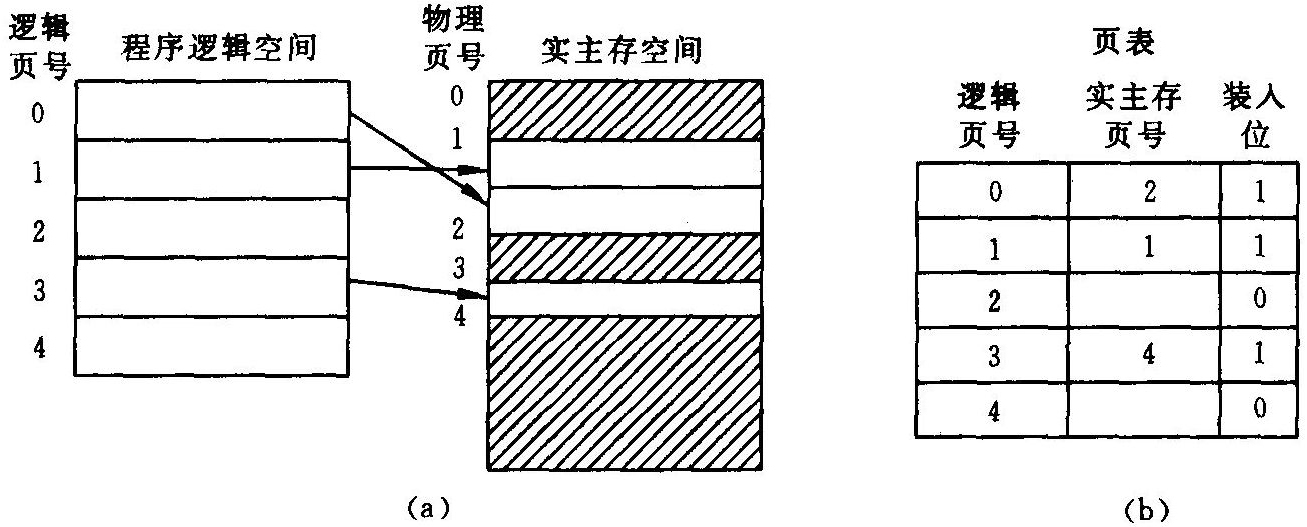 逻辑
页号
程序逻辑空间
0
1
2
3
4
物理
页号
实主存空间
0
1
2
3
4
(a)
页表
逻辑
页号
实主存
页号
装入
位
0 2 1
1 1 1
2 0
3 4 1
4 0
(b)